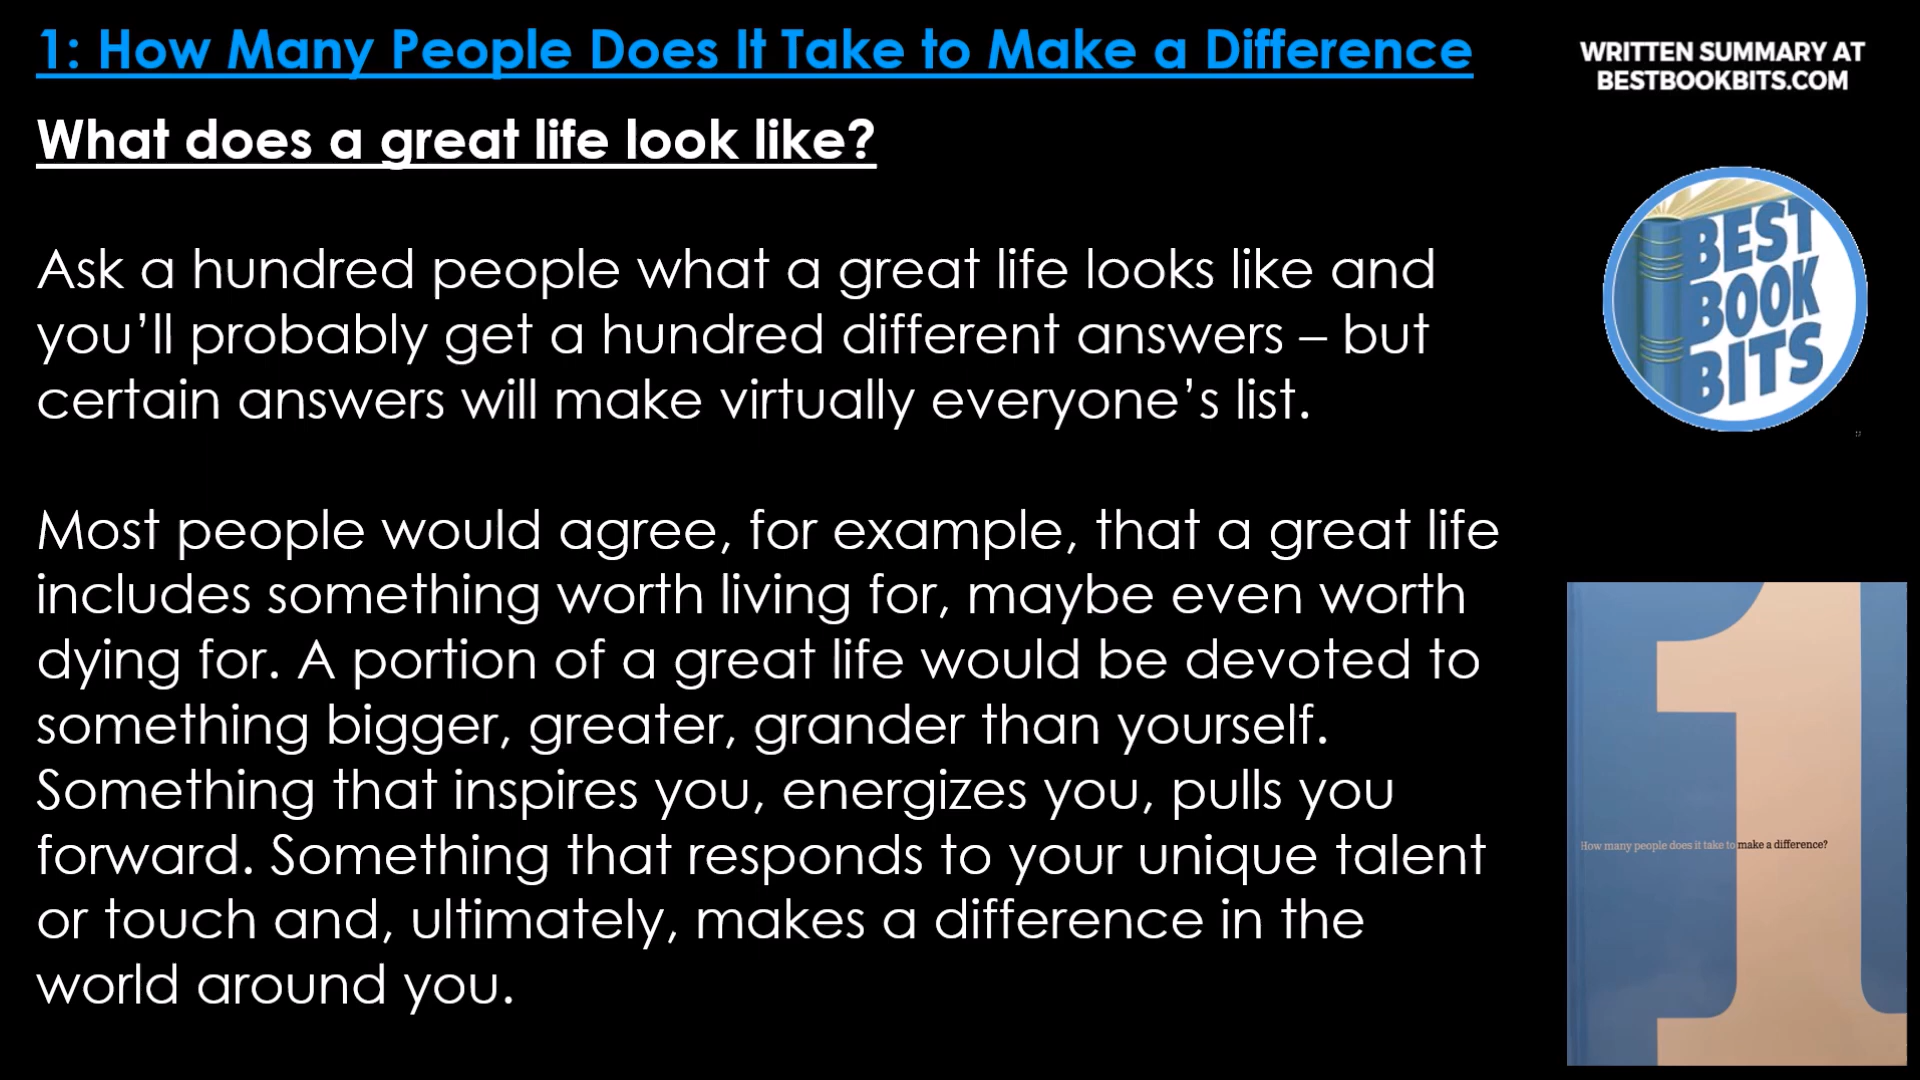 1: How Many People Does It Take to Make a Difference
WRITTEN SUMMARY AT
BESTBOOKBITS.COM
What does a great life look like?
Ask a hundred people what a great life looks like and
you’ll probably get a hundred different answers – but
certain answers will make virtually everyone’s list.
Most people would agree, for example, that a great life
includes something worth living for, maybe even worth
dying for. A portion of a great life would be devoted to
something bigger, greater, grander than yourself.
Something that inspires you, energizes you, pulls you
forward. Something that responds to your unique talent
or touch and, ultimately, makes a difference in the
world around you.
BEST
BOOK
BITS
1
How many people does it take to make a difference?